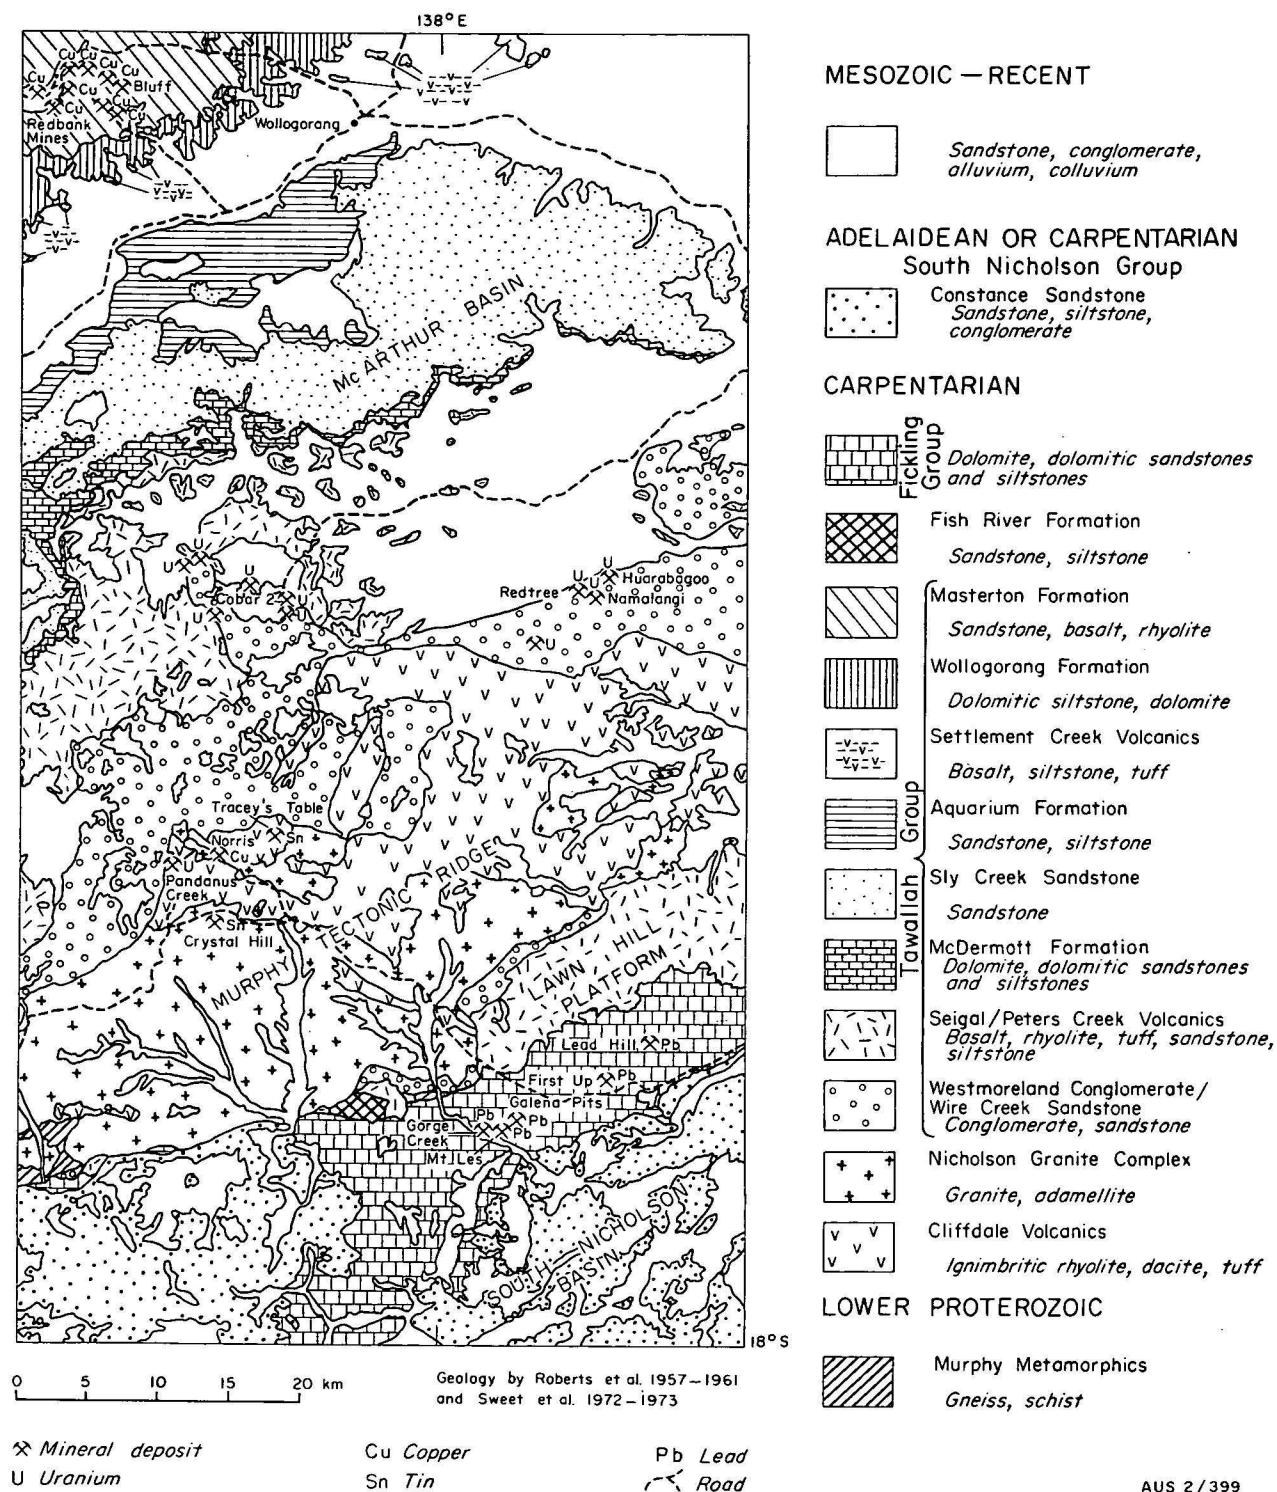 138°E
Cu
Cu
Cu
Cu
Cu
Cu
Bluff
Cu
Cu
Cu
Redbank
Mines
Wollogorang
McARTHUR BASIN
U
U
U
U
U
Huarabagoo
Redtree
Namalangi
Cobar 2
U
U
U
U
Tracey's Table
Norris
Sn
Cu
U
Pandanus
Creek
Sn
Crystal Hill
MURPHY TECTONIC RIDGE
LAWN HILL
PLATFORM
Lead Hill
Pb
First Up
Pb
Galena Pits
Pb
Pb
Pb
Gorge
Creek
Mt Les
SOUTH NICHOLSON
BASIN
18°S
0 5 10 15 20 km
Geology by Roberts et al. 1957–1961
and Sweet et al. 1972–1973
Mineral deposit
U Uranium
Cu Copper
Sn Tin
Pb Lead
Road
MESOZOIC — RECENT
Sandstone, conglomerate,
alluvium, colluvium
ADELAIDEAN OR CARPENTARIAN
South Nicholson Group
Constance Sandstone
Sandstone, siltstone,
conglomerate
CARPENTARIAN
Fickling
Group
Dolomite, dolomitic sandstones
and siltstones
Fish River Formation
Sandstone, siltstone
Tawallah Group
Masterton Formation
Sandstone, basalt, rhyolite
Wollogorang Formation
Dolomitic siltstone, dolomite
Settlement Creek Volcanics
Basalt, siltstone, tuff
Aquarium Formation
Sandstone, siltstone
Sly Creek Sandstone
Sandstone
McDermott Formation
Dolomite, dolomitic sandstones
and siltstones
Seigal/Peters Creek Volcanics
Basalt, rhyolite, tuff, sandstone,
siltstone
Westmoreland Conglomerate/
Wire Creek Sandstone
Conglomerate, sandstone
Nicholson Granite Complex
Granite, adamellite
Cliffdale Volcanics
Ignimbritic rhyolite, dacite, tuff
LOWER PROTEROZOIC
Murphy Metamorphics
Gneiss, schist
AUS 2/399